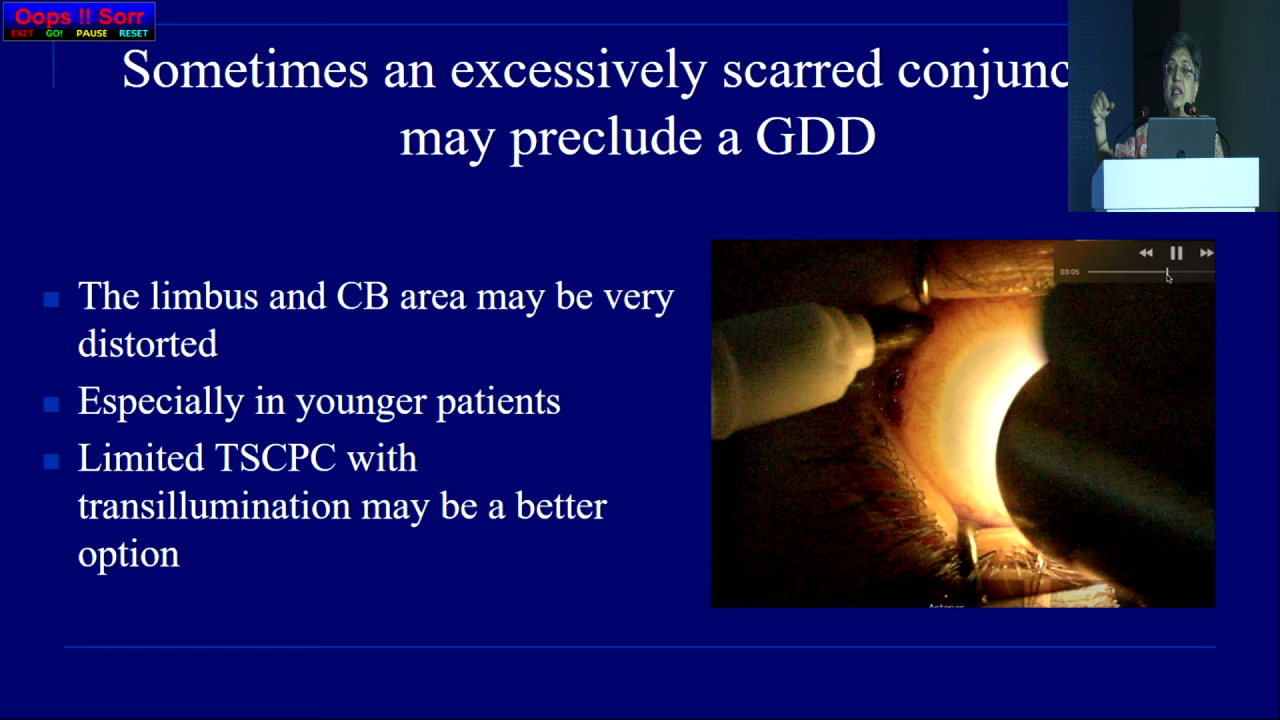 Oops !! Sorr
EXIT GO! PAUSE RESET
Sometimes an excessively scarred conjunc
may preclude a GDD
The limbus and CB area may be very
distorted
Especially in younger patients
Limited TSCPC with
transillumination may be a better
option
03:05